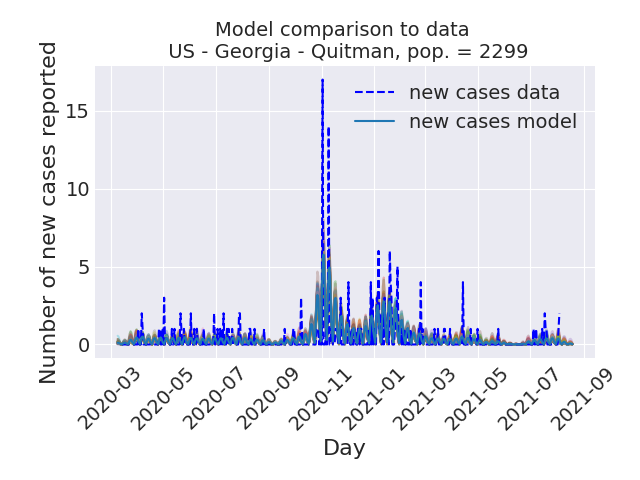 Model comparison to data
US - Georgia - Quitman, pop. = 2299
new cases data
new cases model
Number of new cases reported
15
10
5
0
2020-03
2020-05
2020-07
2020-09
2020-11
2021-01
2021-03
2021-05
2021-07
2021-09
Day